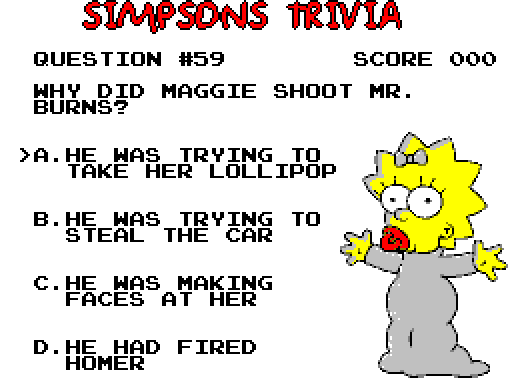 SIMPSONS TRIVIA
QUESTION #59 SCORE 000
WHY DID MAGGIE SHOOT MR.
BURNS?
>A.HE WAS TRYING TO
TAKE HER LOLLIPOP
B.HE WAS TRYING TO
STEAL THE CAR
C.HE WAS MAKING
FACES AT HER
D.HE HAD FIRED
HOMER